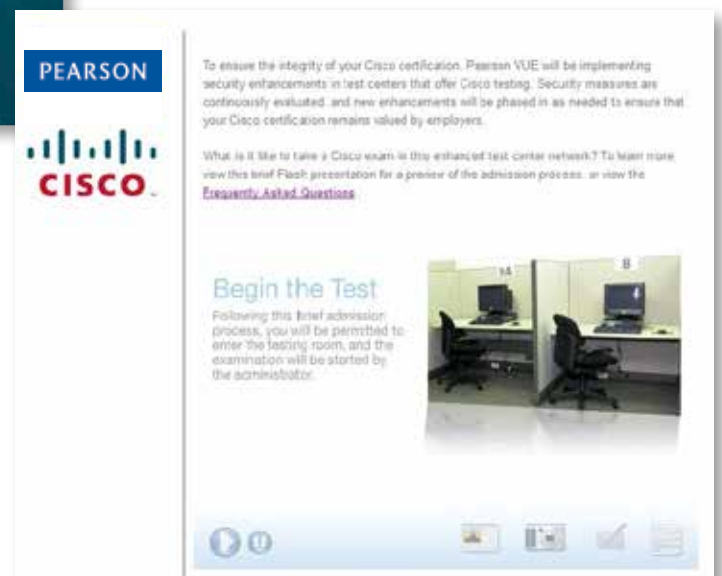 PEARSON
CISCO
To ensure the integrity of your Cisco certification, Pearson VUE will be implementing
security enhancements in test centers that offer Cisco testing. Security measures are
continuously evaluated, and new enhancements will be phased in as needed to ensure that
your Cisco certification remains valued by employers.
What is it like to take a Cisco exam in this enhanced test center network? To learn more
view this brief Flash presentation for a preview of the admission process, or view the
Frequently Asked Questions
Begin the Test
Following this brief admission
process, you will be permitted to
enter the testing room, and the
examination will be started by
the administrator.